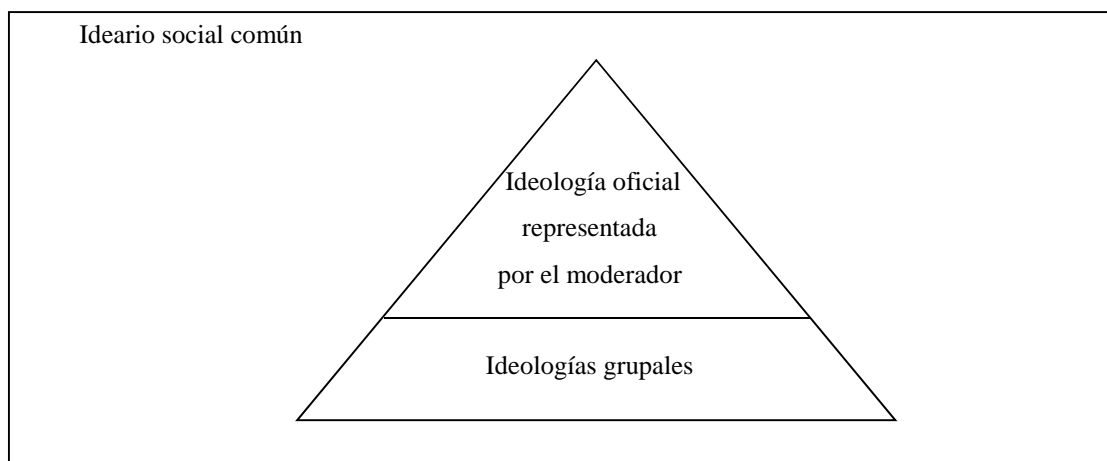 Ideario social común
Ideología oficial
representada
por el moderador
Ideologías grupales